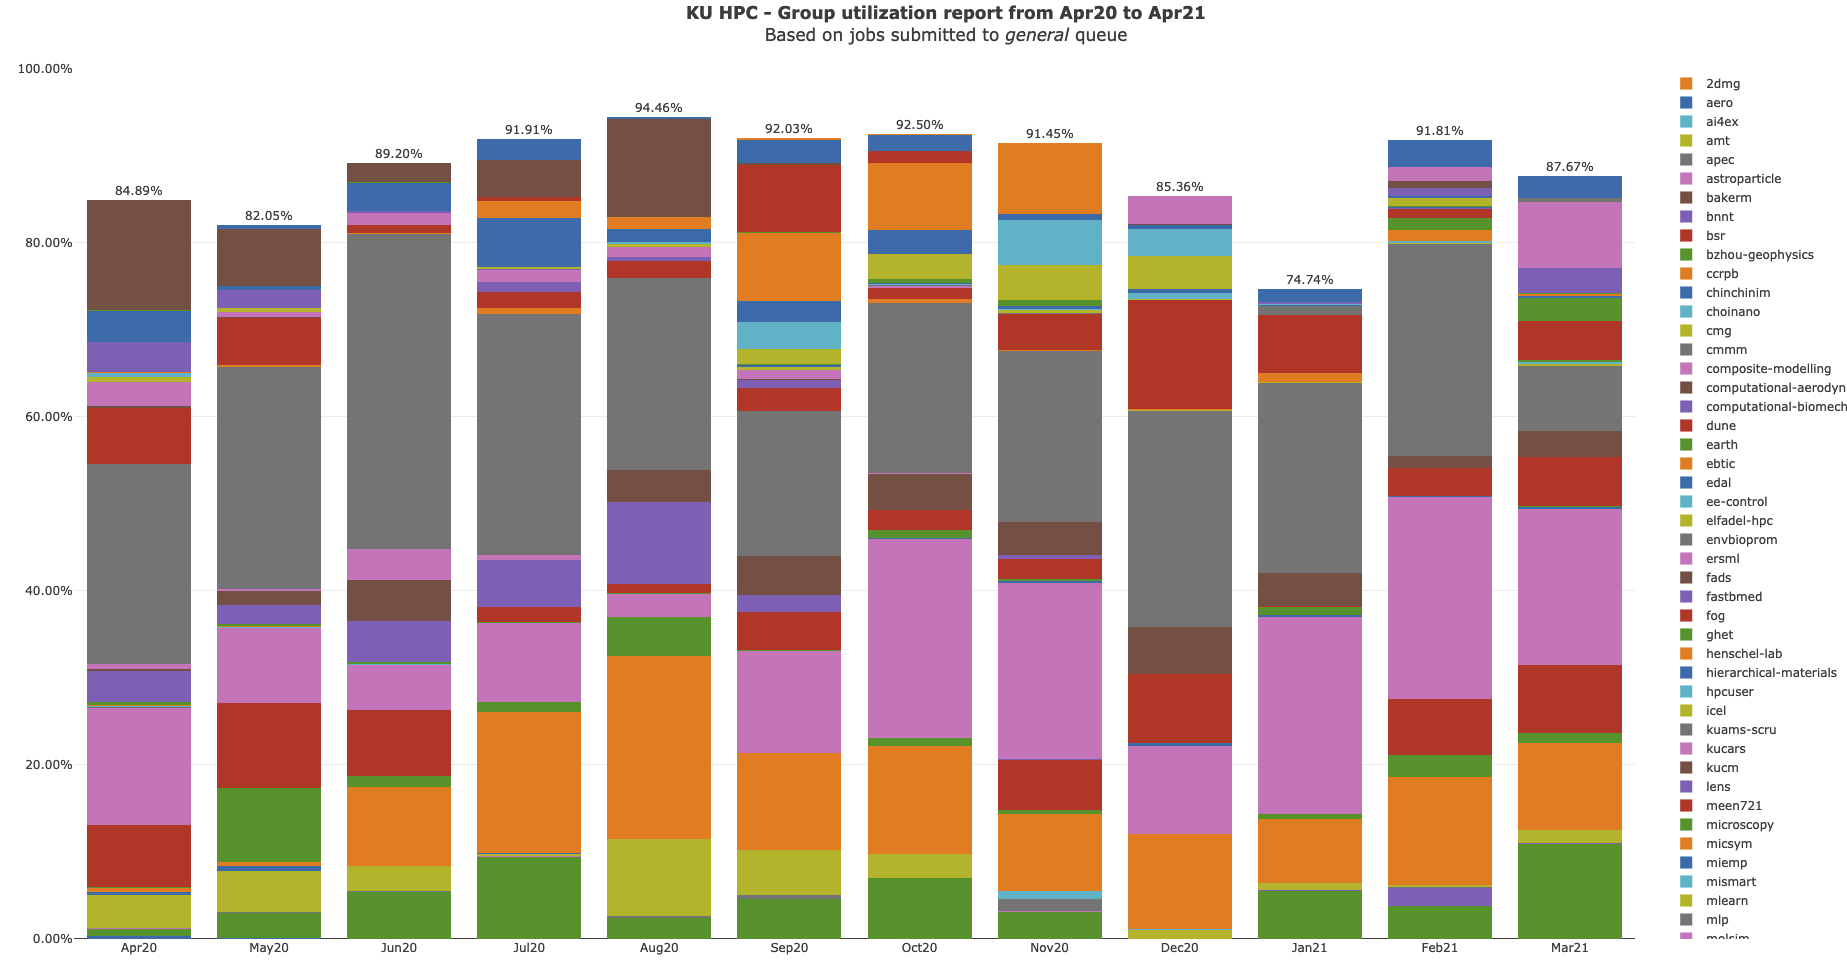 KU HPC - Group utilization report from Apr20 to Apr21
Based on jobs submitted to general queue
100.00%
80.00%
60.00%
40.00%
20.00%
0.00%
84.89%
82.05%
89.20%
91.91%
94.46%
92.03%
92.50%
91.45%
85.36%
74.74%
91.81%
87.67%
Apr20
May20
Jun20
Jul20
Aug20
Sep20
Oct20
Nov20
Dec20
Jan21
Feb21
Mar21
2dmg
aero
ai4ex
amt
apec
astroparticle
bakerm
bnnt
bsr
bzhou-geophysics
ccrpb
chinchinim
choinano
cmg
cmmm
composite-modelling
computational-aerodyn
computational-biomech
dune
earth
ebtic
edal
ee-control
elfadel-hpc
envbioprom
ersml
fads
fastbmed
fog
ghet
henschel-lab
hierarchical-materials
hpcuser
icel
kuams-scru
kucars
kucm
lens
meen721
microscopy
micsym
miemp
mismart
mlearn
mlp